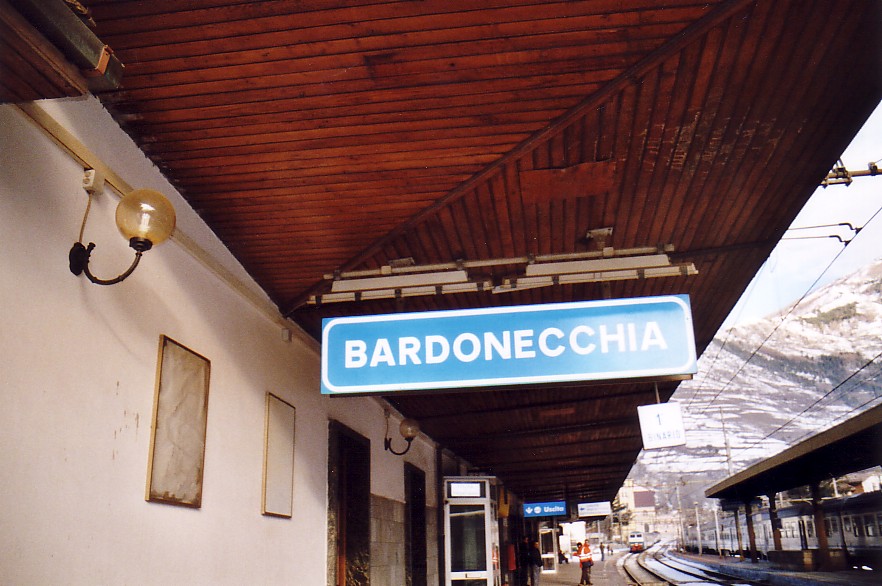 BARDONECCHIA
1
BINARIO
Uscita